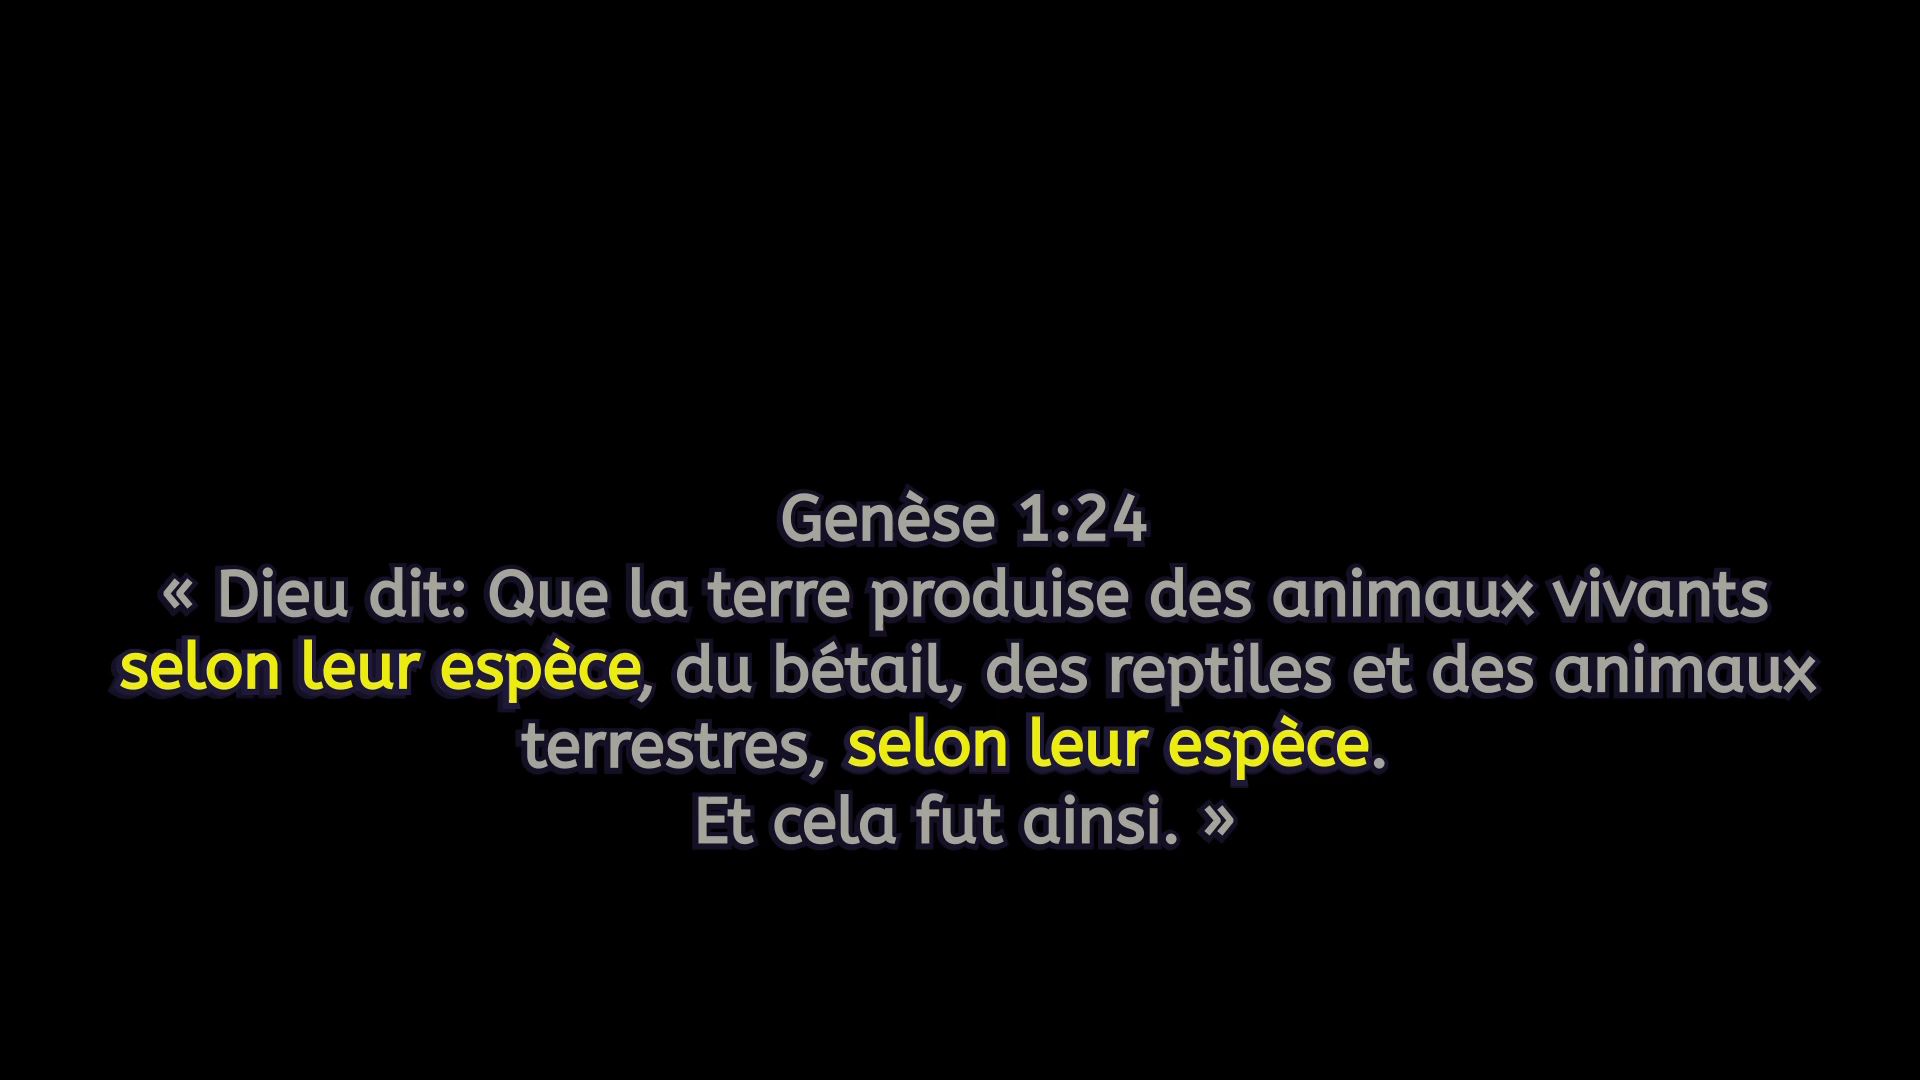 Genèse 1:24
« Dieu dit: Que la terre produise des animaux vivants
selon leur espèce, du bétail, des reptiles et des animaux
terrestres, selon leur espèce.
Et cela fut ainsi. »